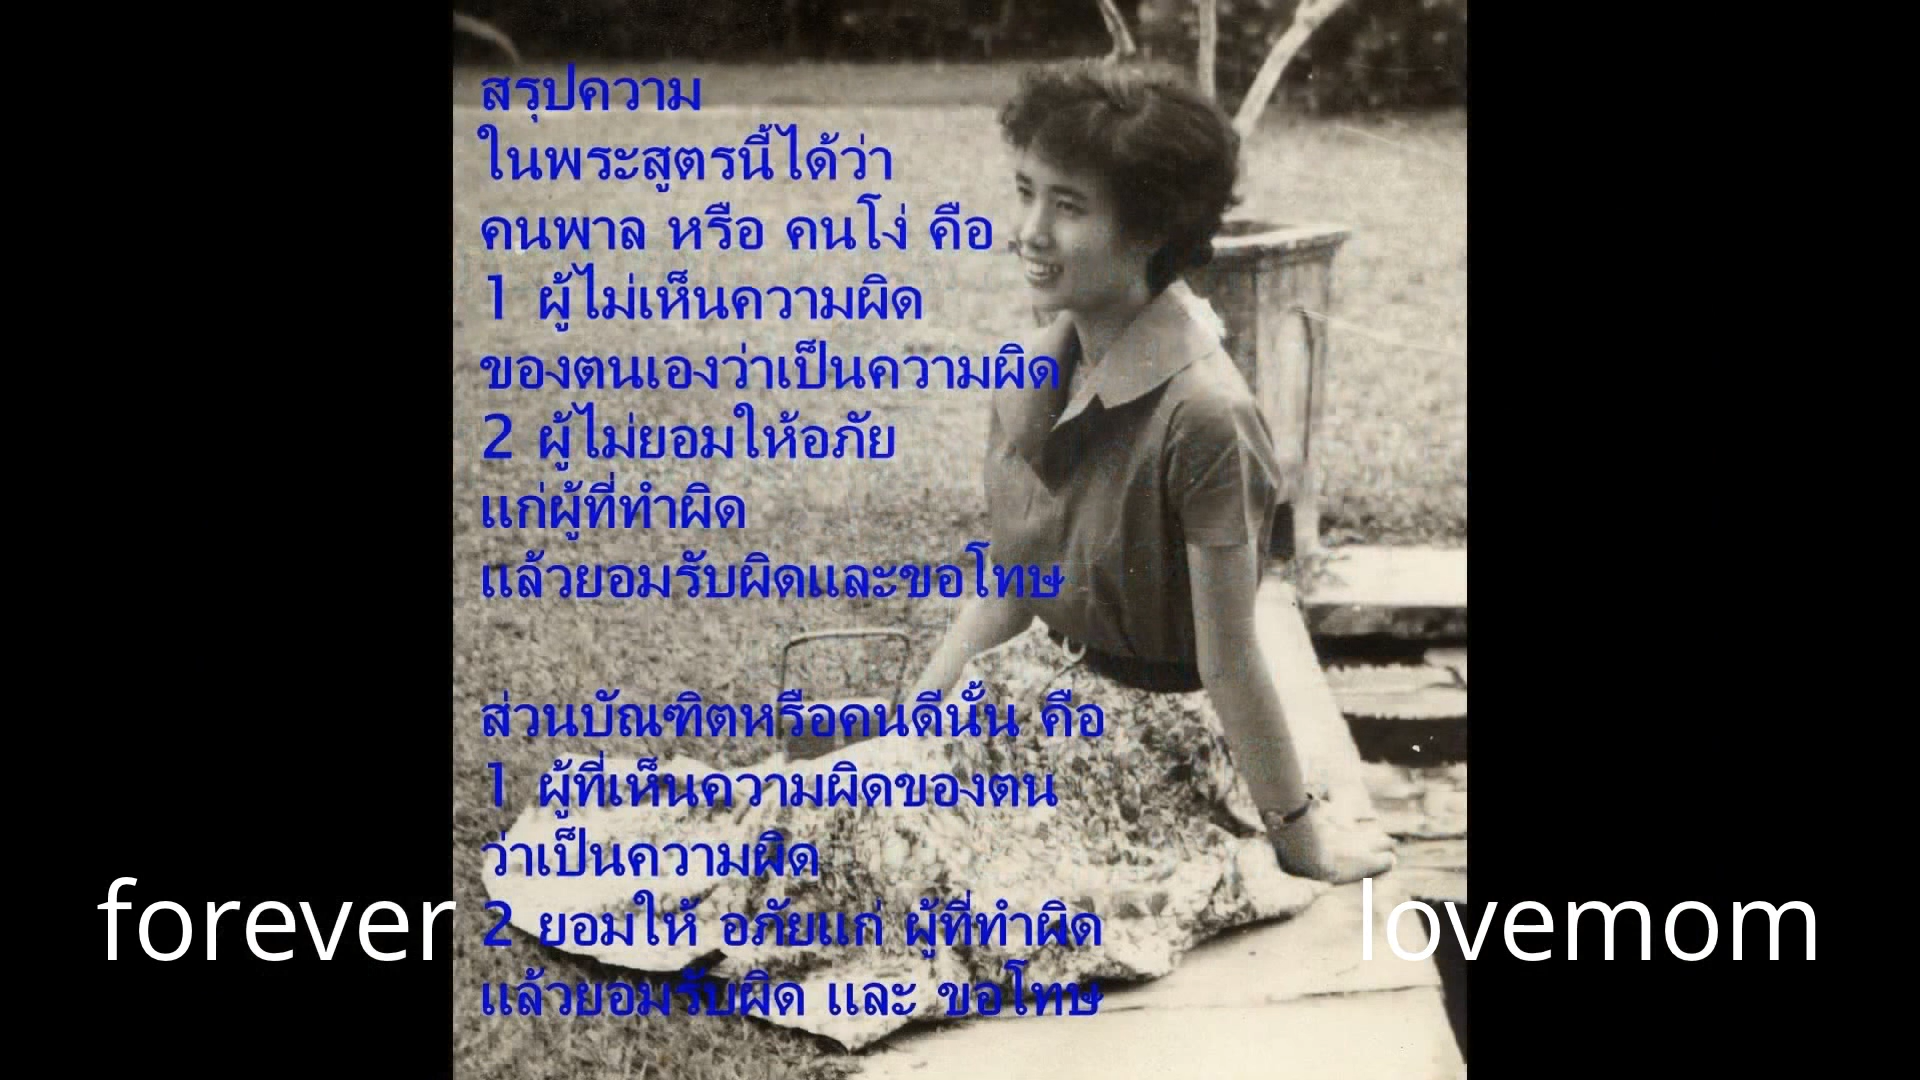 สรุปความ
ในพระสูตรนี้ได้ว่า
คนพาล หรือ คนโง่ คือ
1 ผู้ไม่เห็นความผิด
ของตนเองว่าเป็นความผิด
2 ผู้ไม่ยอมให้อภัย
แก่ผู้ที่ทำผิด
แล้วยอมรับผิดและขอโทษ
ส่วนบัณฑิตหรือคนดีนั้น คือ
1 ผู้ที่เห็นความผิดของตน
ว่าเป็นความผิด
2 ยอมให้ อภัยแก่ ผู้ที่ทำผิด
แล้วยอมรับผิด และ ขอโทษ
forever
lovemom